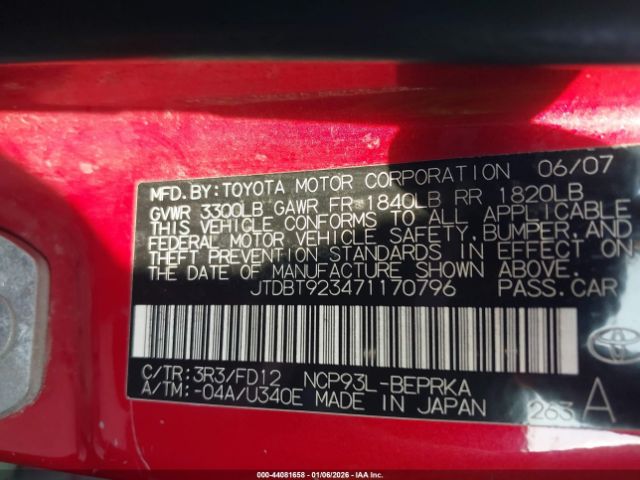 MFD. BY: TOYOTA MOTOR CORPORATION 06/07
GVWR 3300LB GAWR FR 1840LB RR 1820LB
THIS VEHICLE CONFORMS TO ALL APPLICABLE
FEDERAL MOTOR VEHICLE SAFETY, BUMPER, AND
THEFT PREVENTION STANDARDS IN EFFECT ON
THE DATE OF MANUFACTURE SHOWN ABOVE.
JTDBT923471170796 PASS.CAR
C/TR: 3R3/FD12 NCP93L-BEPRKA
A/TM: -04A/U340E MADE IN JAPAN 263 A
000-44081658 | 01/06/2026 - IAA Inc.